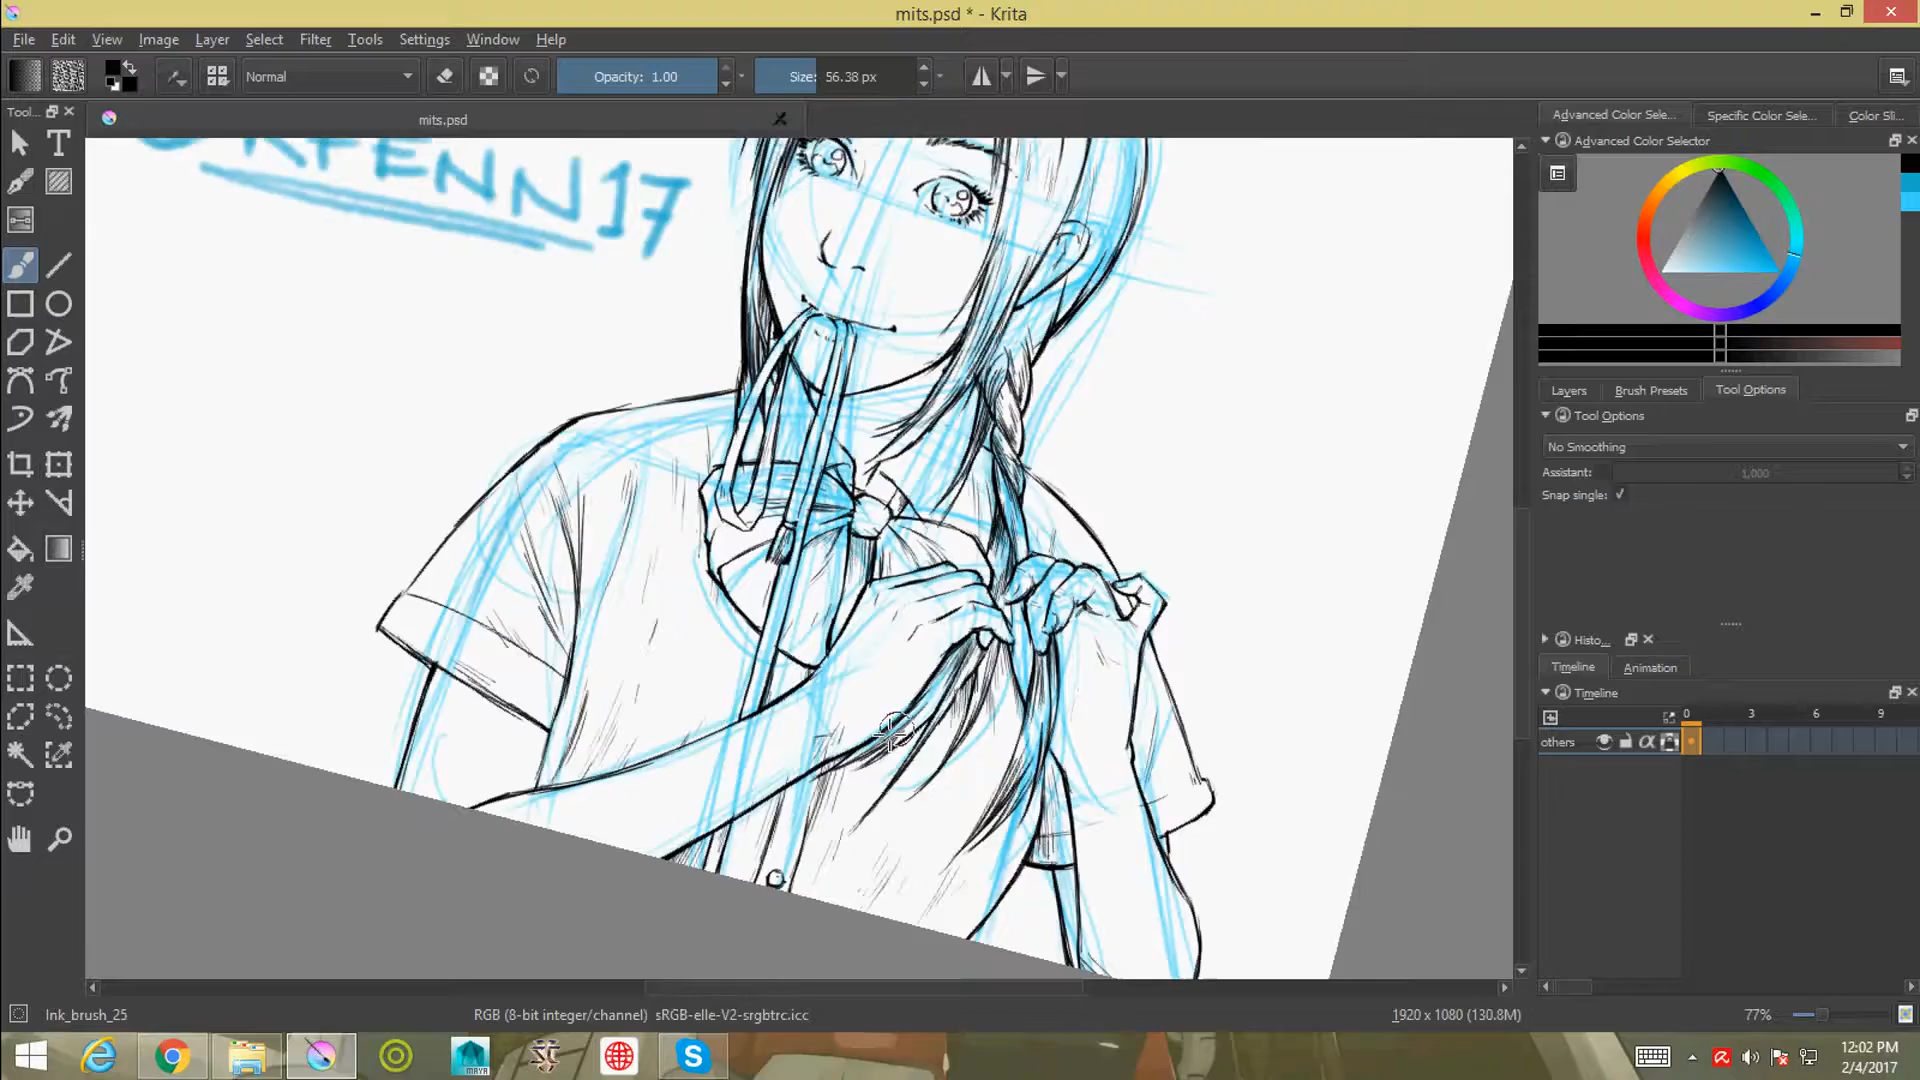 mits.psd * - Krita
File Edit View Image Layer Select Filter Tools Settings Window Help
Normal Opacity: 1.00 Size: 56.38 px
Tool... mits.psd Advanced Color Sele... Specific Color Sele... Color Sli...
Advanced Color Selector
RFENN17
Layers Brush Presets Tool Options
Tool Options
No Smoothing
Assistant: 1,000
Snap single:
Histo...
Timeline Animation
Timeline
0 3 6 9
others
Ink_brush_25 RGB (8-bit integer/channel) sRGB-elle-V2-srgbtrc.icc 1920 x 1080 (130.8M) 77%
MAYA
12:02 PM
2/4/2017